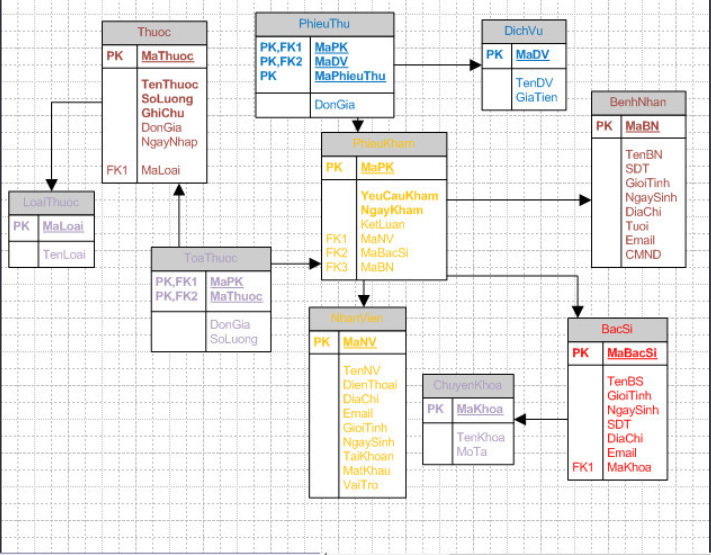 Thuoc
PK MaThuoc
TenThuoc
SoLuong
GhiChu
DonGia
NgayNhap
FK1 MaLoai
PhieuThu
PK,FK1 MaPK
PK,FK2 MaDV
PK MaPhieuThu
DonGia
DichVu
PK MaDV
TenDV
GiaTien
BenhNhan
PK MaBN
TenBN
SDT
GioiTinh
NgaySinh
DiaChi
Tuoi
Email
CMND
PhieuKham
PK MaPK
YeuCauKham
NgayKham
KetLuan
FK1 MaNV
FK2 MaBacSi
FK3 MaBN
LoaiThuoc
PK MaLoai
TenLoai
ToaThuoc
PK,FK1 MaPK
PK,FK2 MaThuoc
DonGia
SoLuong
NhanVien
PK MaNV
TenNV
DienThoai
DiaChi
Email
GioiTinh
NgaySinh
TaiKhoan
MatKhau
VaiTro
ChuyenKhoa
PK MaKhoa
TenKhoa
MoTa
BacSi
PK MaBacSi
TenBS
GioiTinh
NgaySinh
SDT
DiaChi
Email
FK1 MaKhoa